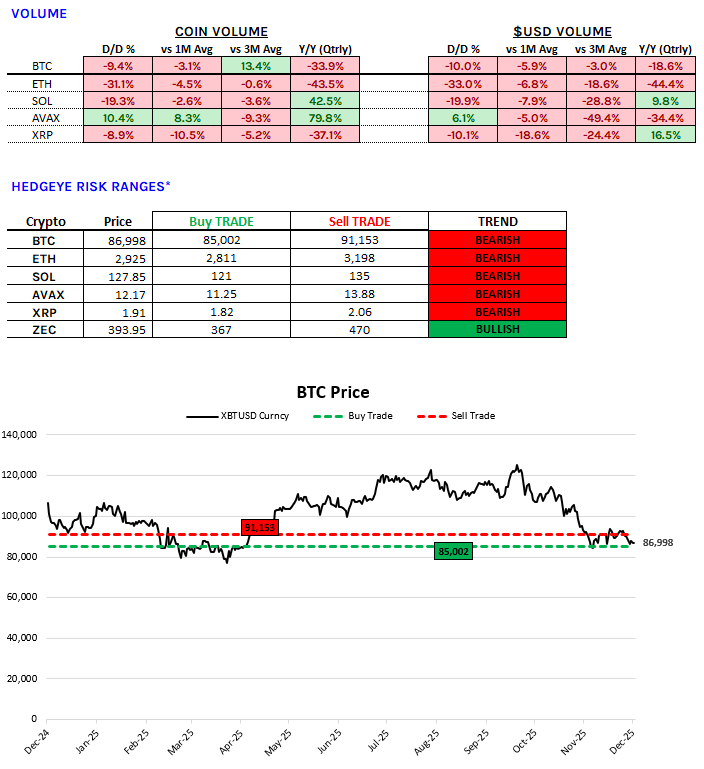 VOLUME
COIN VOLUME $USD VOLUME
D/D % vs 1M Avg vs 3M Avg Y/Y (Qtrly) D/D % vs 1M Avg vs 3M Avg Y/Y (Qtrly)
BTC -9.4% -3.1% 13.4% -33.9% -10.0% -5.9% -3.0% -18.6%
ETH -31.1% -4.5% -0.6% -43.5% -33.0% -6.8% -18.6% -44.4%
SOL -19.3% -2.6% -3.6% 42.5% -19.9% -7.9% -28.8% 9.8%
AVAX 10.4% 8.3% -9.3% 79.8% 6.1% -5.0% -49.4% -34.4%
XRP -8.9% -10.5% -5.2% -37.1% -10.1% -18.6% -24.4% 16.5%
HEDGEYE RISK RANGES*
Crypto Price Buy TRADE Sell TRADE TREND
BTC 86,998 85,002 91,153 BEARISH
ETH 2,925 2,811 3,198 BEARISH
SOL 127.85 121 135 BEARISH
AVAX 12.17 11.25 13.88 BEARISH
XRP 1.91 1.82 2.06 BEARISH
ZEC 393.95 367 470 BULLISH
BTC Price
XBTUSD Curncy Buy Trade Sell Trade
140,000
120,000
100,000
91,153
80,000
85,002
86,998
60,000
40,000
20,000
0
Dec-24 Jan-25 Feb-25 Mar-25 Apr-25 May-25 Jun-25 Jul-25 Aug-25 Sep-25 Oct-25 Nov-25 Dec-25